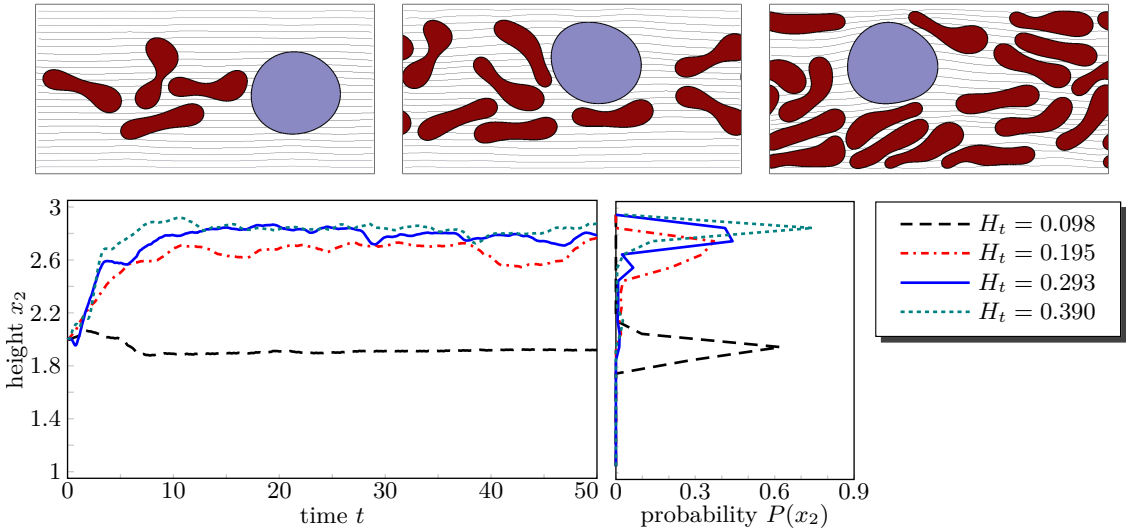 3
2.6
2.2
1.8
1.4
1
height x₂
0 10 20 30 40 50
time t
0 0.3 0.6 0.9
probability P(x₂)
Hₜ = 0.098
Hₜ = 0.195
Hₜ = 0.293
Hₜ = 0.390